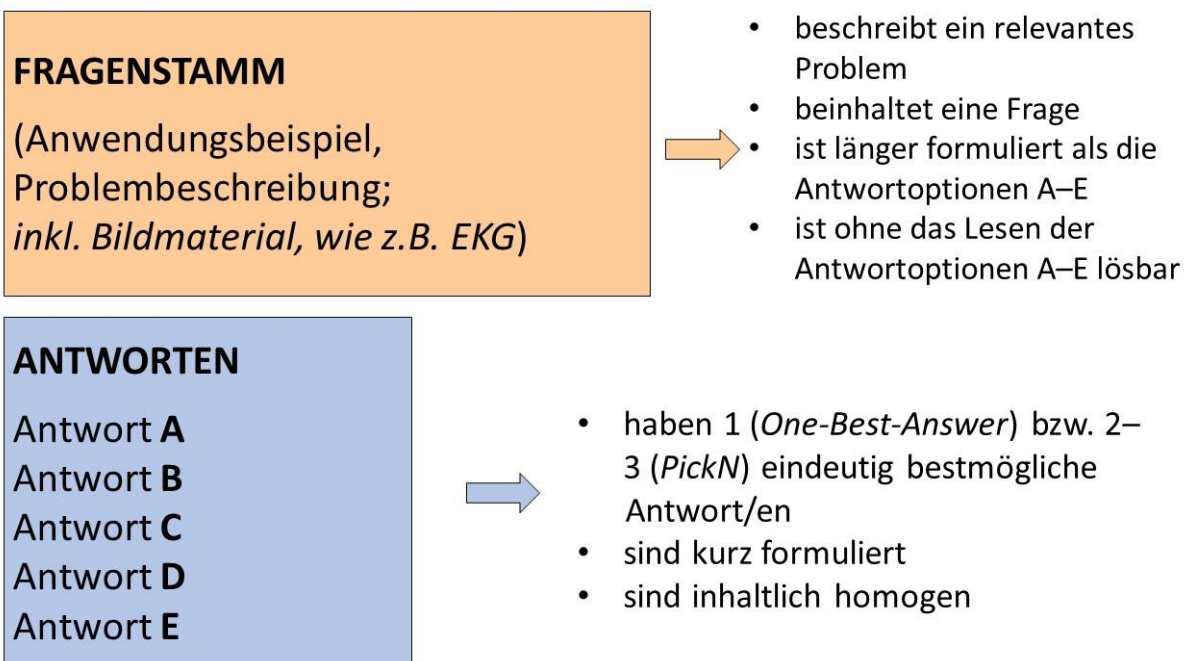 FRAGENSTAMM
(Anwendungsbeispiel,
Problembeschreibung;
inkl. Bildmaterial, wie z.B. EKG)
• beschreibt ein relevantes
Problem
• beinhaltet eine Frage
• ist länger formuliert als die
Antwortoptionen A–E
• ist ohne das Lesen der
Antwortoptionen A–E lösbar
ANTWORTEN
Antwort A
Antwort B
Antwort C
Antwort D
Antwort E
• haben 1 (One-Best-Answer) bzw. 2–
3 (PickN) eindeutig bestmögliche
Antwort/en
• sind kurz formuliert
• sind inhaltlich homogen